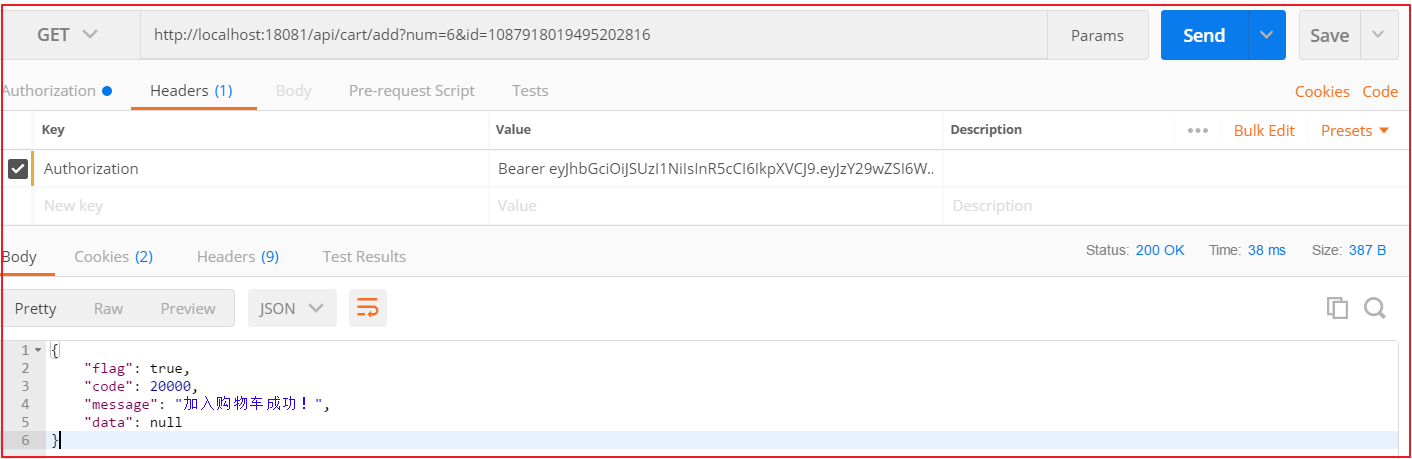 GET http://localhost:18081/api/cart/add?num=6&id=1087918019495202816 Params Send Save
Authorization Headers (1) Body Pre-request Script Tests Cookies Code
Key Value Description Bulk Edit Presets
Authorization Bearer eyJhbGciOiJSUzI1NiIsInR5cCI6IkpXVCJ9.eyJzY29wZSI6W..
New key Value Description
Body Cookies (2) Headers (9) Test Results Status: 200 OK Time: 38 ms Size: 387 B
Pretty Raw Preview JSON
1 {
2 "flag": true,
3 "code": 20000,
4 "message": "加入购物车成功！",
5 "data": null
6 }